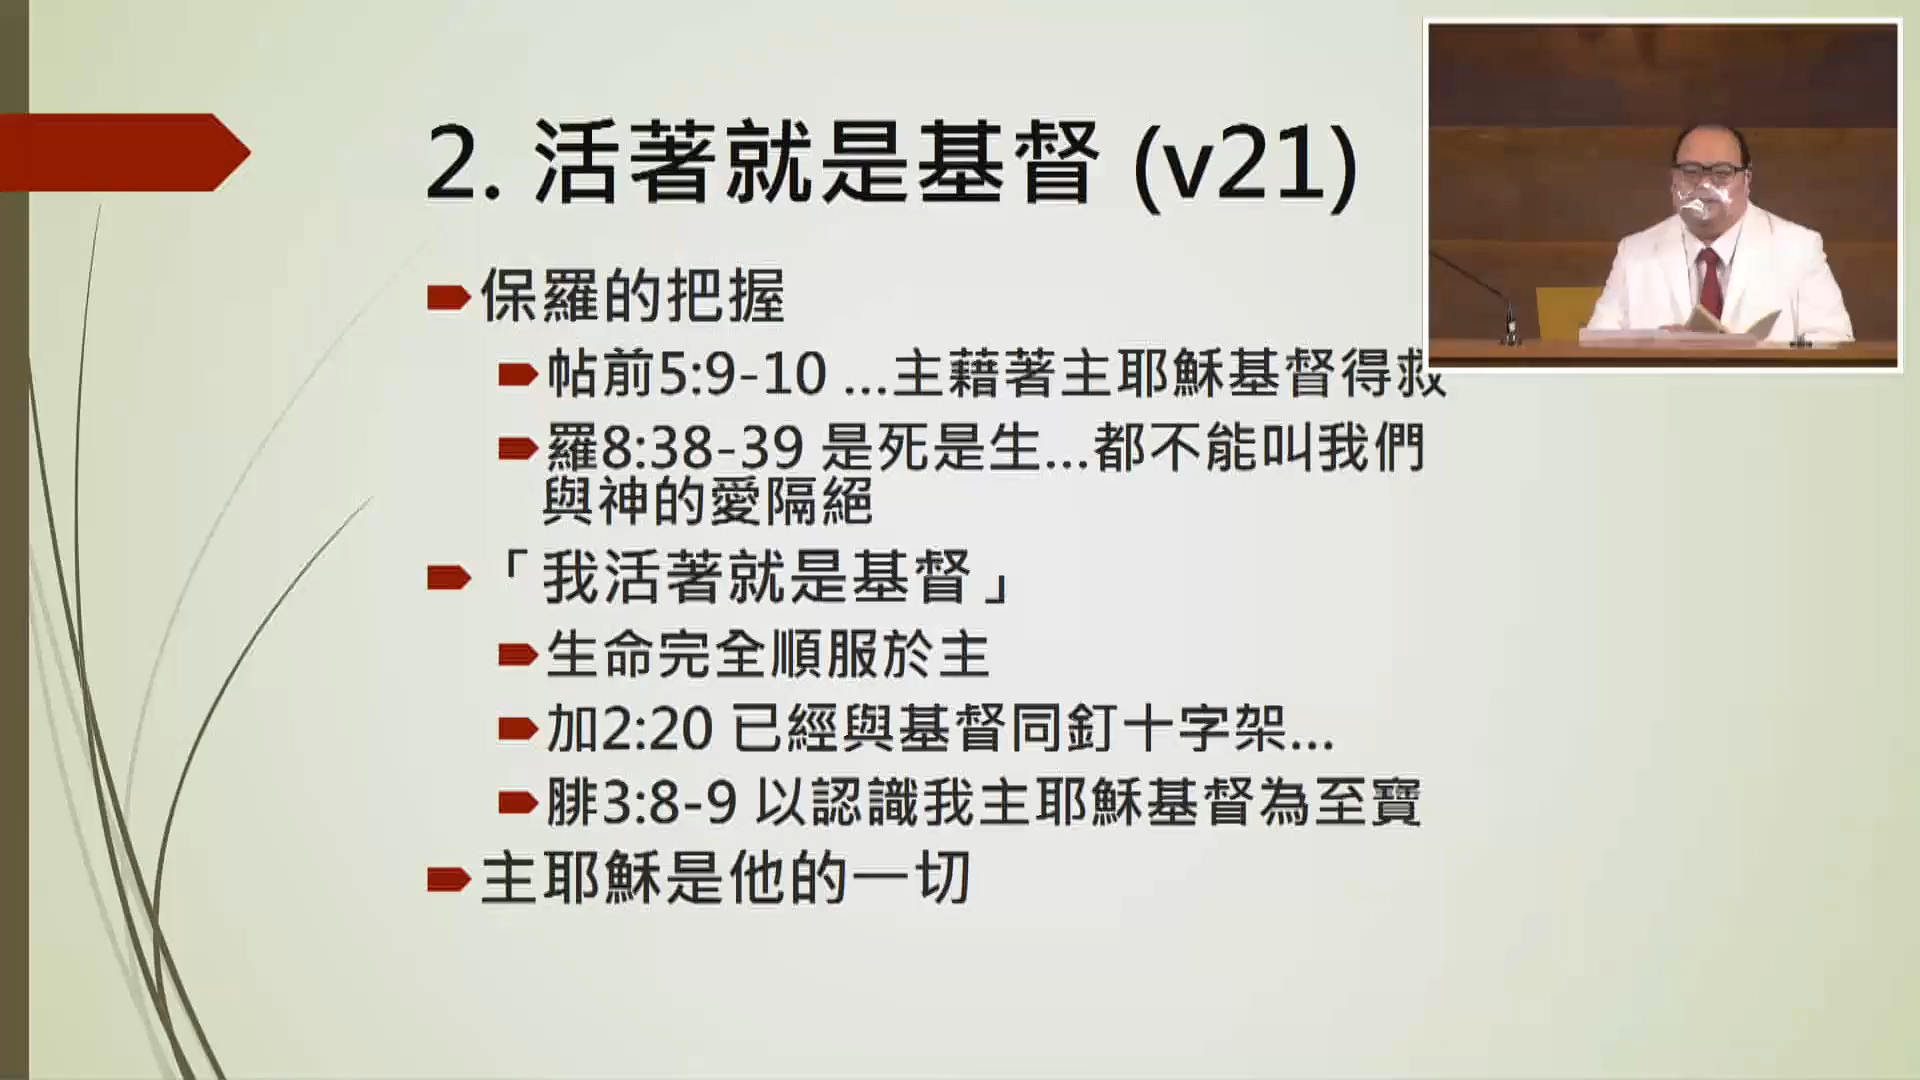 2. 活著就是基督 (v21)
保羅的把握
帖前5:9-10 ...主藉著主耶穌基督得救
羅8:38-39 是死是生...都不能叫我們
與神的愛隔絕
「我活著就是基督」
生命完全順服於主
加2:20 已經與基督同釘十字架...
腓3:8-9 以認識我主耶穌基督為至寶
主耶穌是他的一切